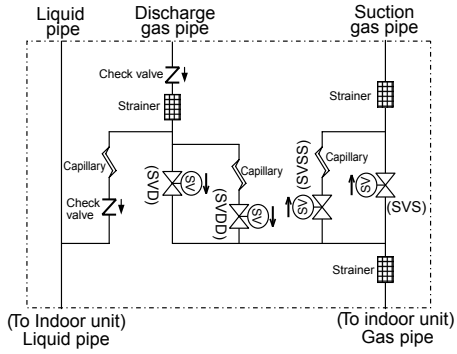 Liquid
pipe
Discharge
gas pipe
Suction
gas pipe
Check valve
Strainer
Strainer
Capillary
(SVD)
SV
Capillary
(SVDD)
SV
(SSVS)
SV
Capillary
SV
(SVS)
Check
valve
Strainer
(To Indoor unit)
Liquid pipe
(To indoor unit)
Gas pipe